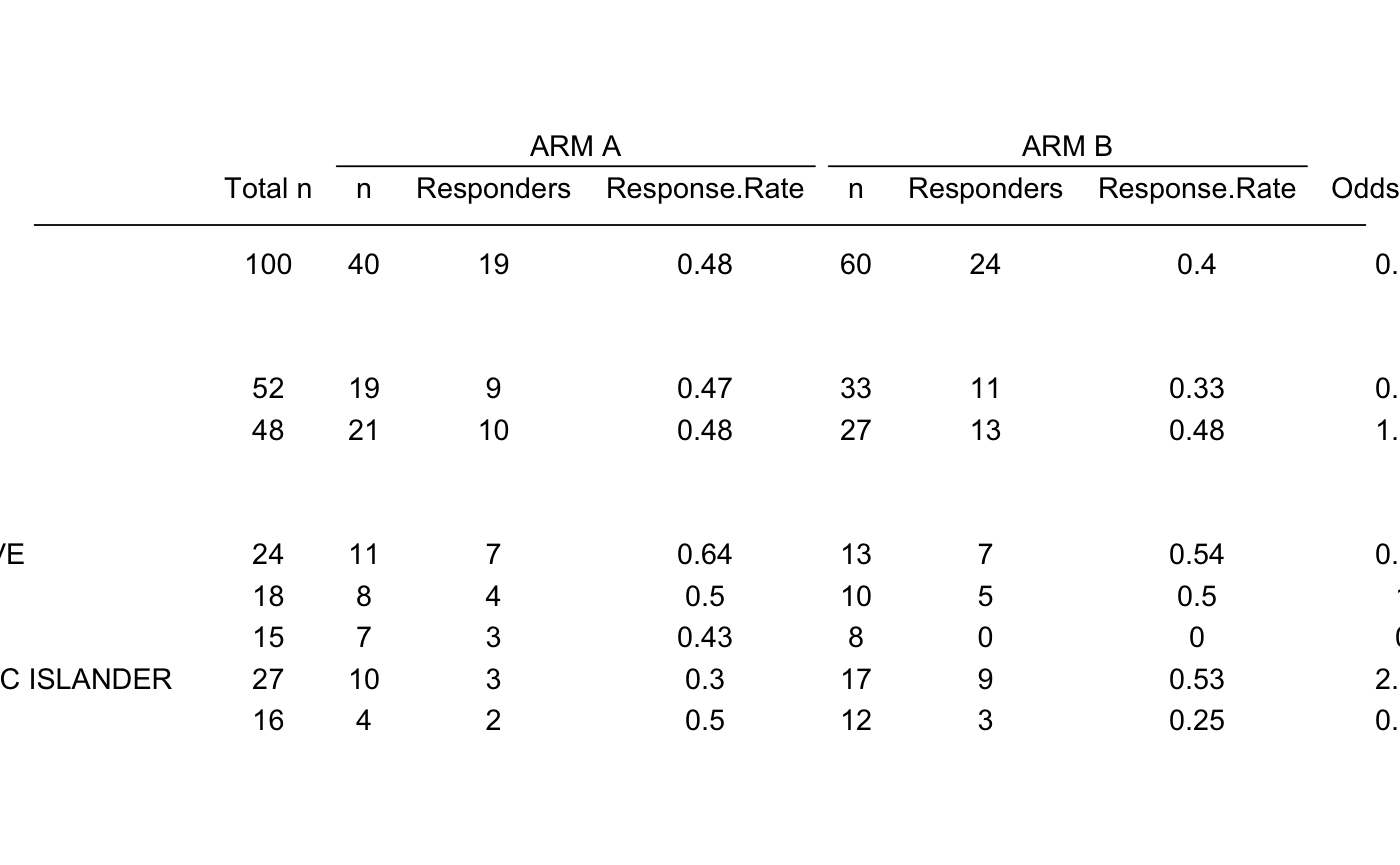 ARM A ARM B
Total n n Responders Response.Rate n Responders Response.Rate Odds
100 40 19 0.48 60 24 0.4 0.
52 19 9 0.47 33 11 0.33 0.
48 21 10 0.48 27 13 0.48 1.
VE 24 11 7 0.64 13 7 0.54 0.
18 8 4 0.5 10 5 0.5
15 7 3 0.43 8 0 0
C ISLANDER 27 10 3 0.3 17 9 0.53 2.
16 4 2 0.5 12 3 0.25 0.